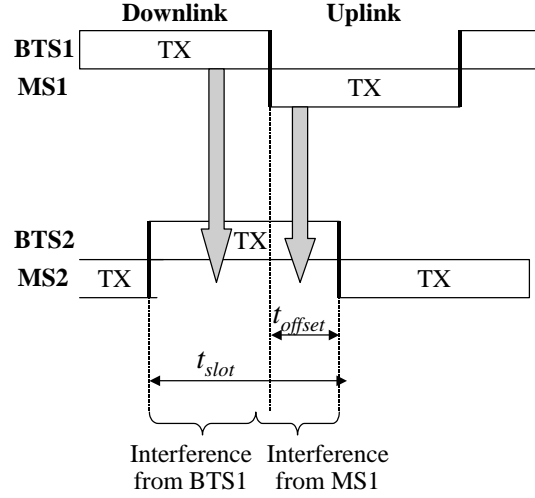 Downlink Uplink
BTS1 TX
MS1 TX
BTS2 TX
MS2 TX TX
t_offset
t_slot
Interference from BTS1
Interference from MS1